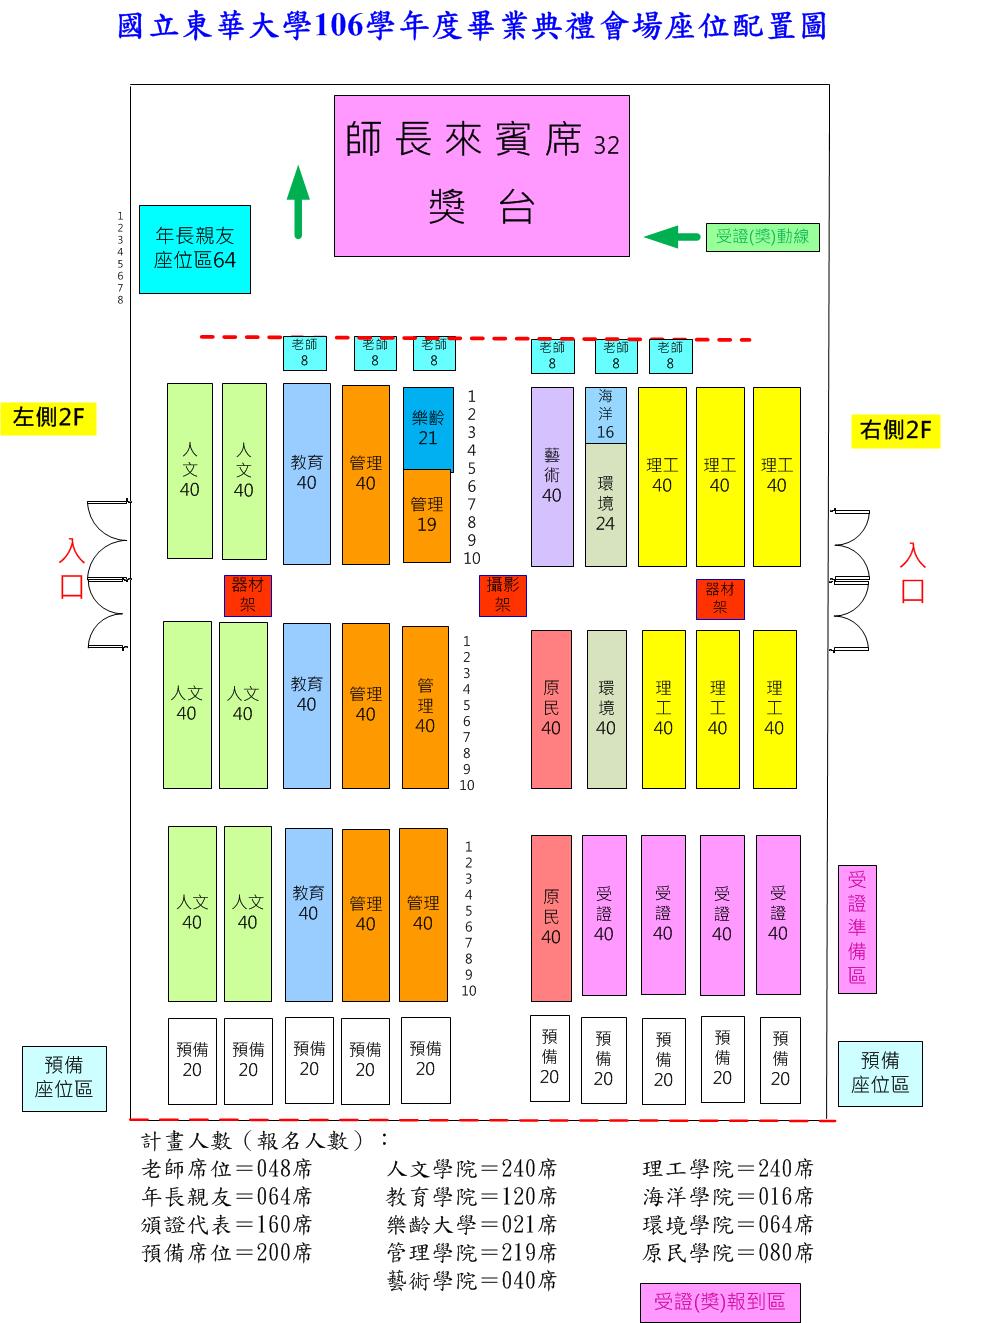 國立東華大學106學年度畢業典禮會場座位配置圖
師長來賓席32
獎 台
受證(獎)動線
1
2
3
4
5
6
7
8
年長親友
座位區64
老師
8
老師
8
老師
8
老師
8
老師
8
老師
8
左側2F
右側2F
人
文
40
人
文
40
教育
40
管理
40
樂齡
21
管理
19
1
2
3
4
5
6
7
8
9
10
藝
術
40
海
洋
16
環
境
24
理工
40
理工
40
理工
40
入
口
入
口
器材
架
攝影
架
器材
架
人文
40
人文
40
教育
40
管理
40
管
理
40
1
2
3
4
5
6
7
8
9
10
原
民
40
環
境
40
理
工
40
理
工
40
理
工
40
人文
40
人文
40
教育
40
管理
40
管理
40
1
2
3
4
5
6
7
8
9
10
原
民
40
受
證
40
受
證
40
受
證
40
受
證
40
受
證
準
備
區
預備
座位區
預備
20
預備
20
預備
20
預備
20
預備
20
預
備
20
預
備
20
預
備
20
預
備
20
預
備
20
預備
座位區
計畫人數（報名人數）：
老師席位＝048席
年長親友＝064席
頒證代表＝160席
預備席位＝200席
人文學院＝240席
教育學院＝120席
樂齡大學＝021席
管理學院＝219席
藝術學院＝040席
理工學院＝240席
海洋學院＝016席
環境學院＝064席
原民學院＝080席
受證(獎)報到區